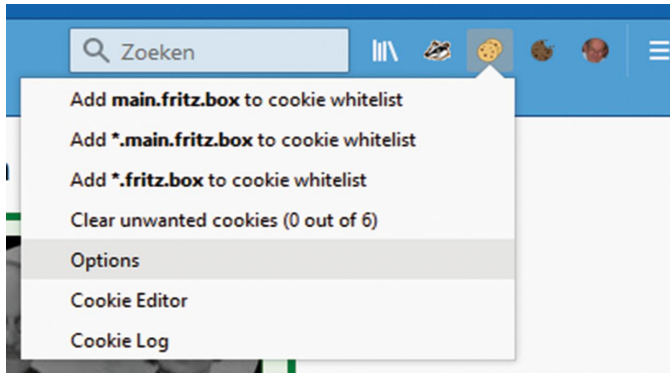 Zoeken
Add main.fritz.box to cookie whitelist
Add *.main.fritz.box to cookie whitelist
Add *.fritz.box to cookie whitelist
Clear unwanted cookies (0 out of 6)
Options
Cookie Editor
Cookie Log